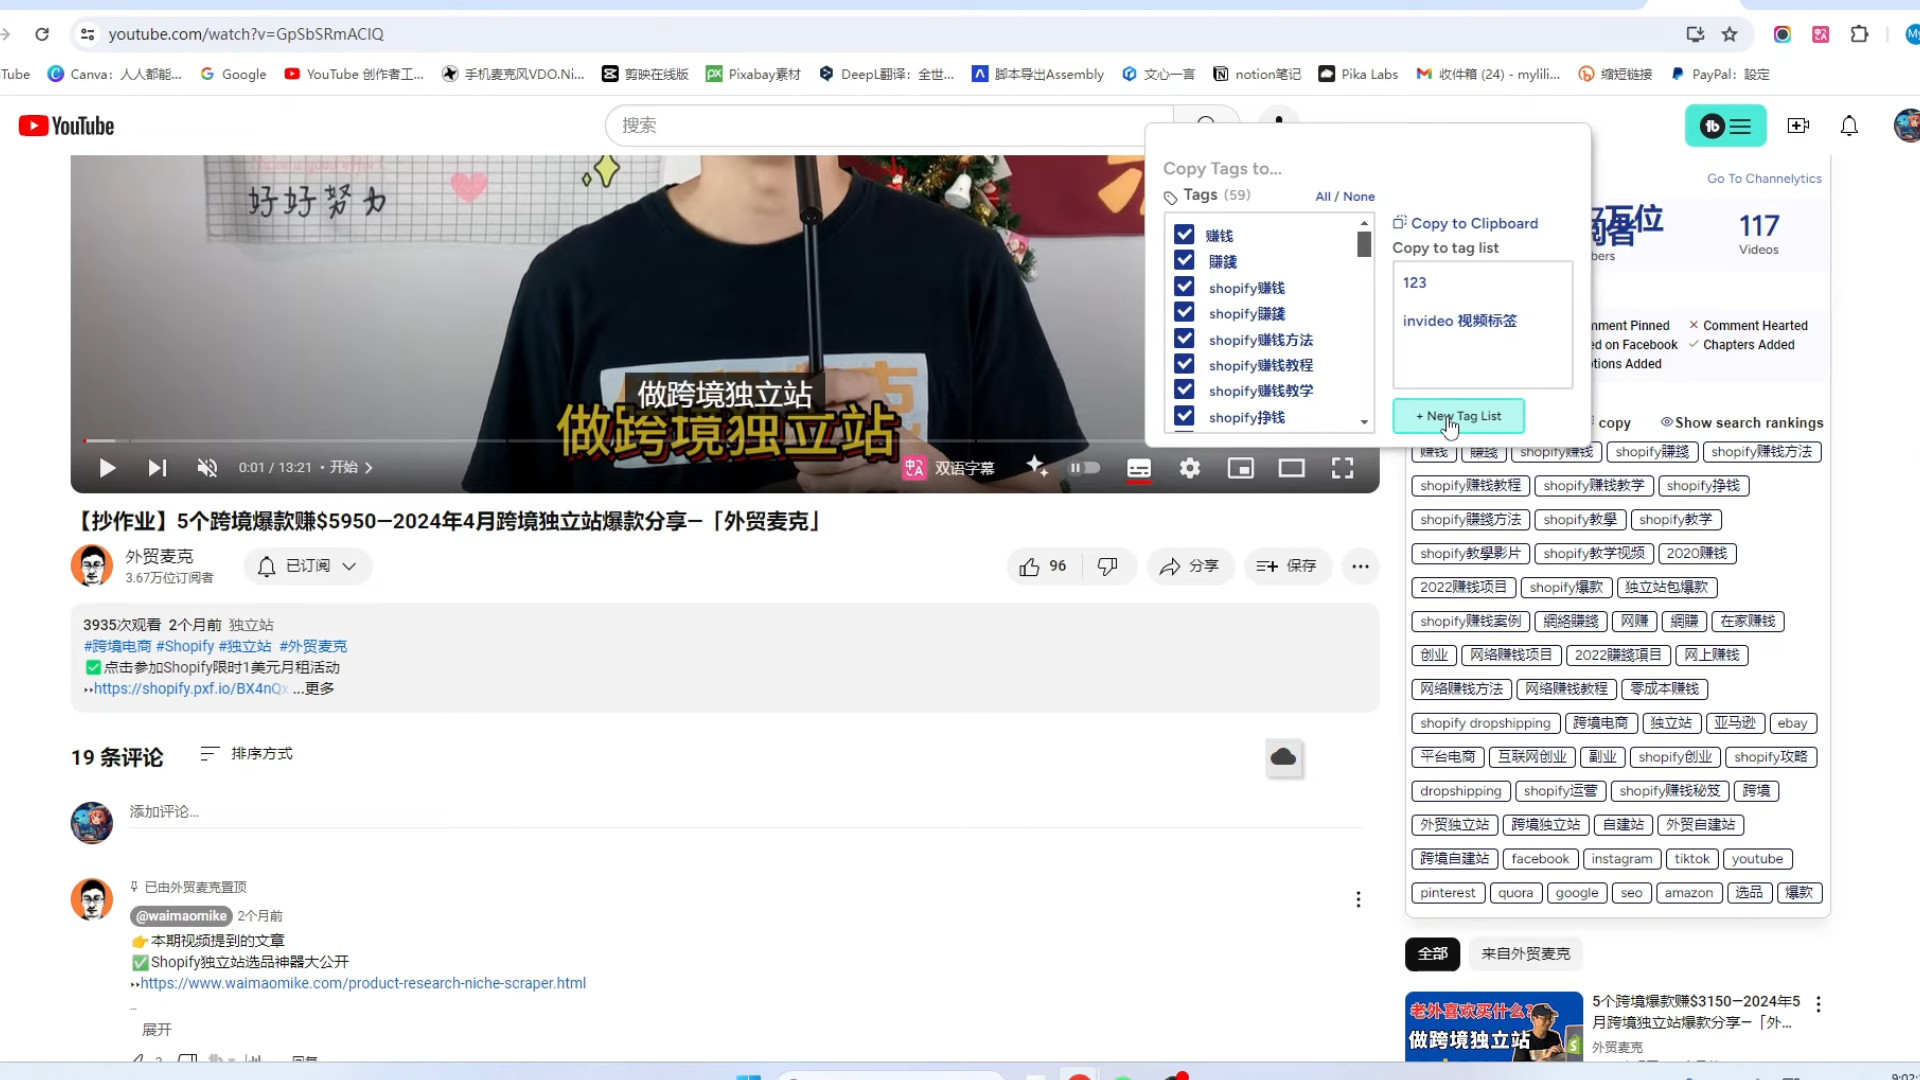 youtube.com/watch?v=GpSbSRmACIQ
Tube
Canva：人人都能...
Google
YouTube 创作者工...
手机麦克风VDO.Ni...
剪映在线版
Pixabay素材
DeepL翻译：全世...
脚本导出Assembly
文心一言
notion笔记
Pika Labs
收件箱 (24) - mylili...
缩短链接
PayPal：設定
YouTube
搜索
好好努力
做跨境独立站
做跨境独立站
0:01 / 13:21 • 开始
双语字幕
Copy Tags to...
Tags (59)
All / None
赚钱
賺錢
shopify赚钱
shopify賺錢
shopify赚钱方法
shopify赚钱教程
shopify赚钱教学
shopify挣钱
Copy to Clipboard
Copy to tag list
123
invideo 视频标签
+ New Tag List
Go To Channelytics
117
Videos
bers
mment Pinned
Comment Hearted
ed on Facebook
Chapters Added
tions Added
copy
Show search rankings
赚钱 賺錢 shopify赚钱 shopify賺錢 shopify赚钱方法
shopify赚钱教程 shopify赚钱教学 shopify挣钱
shopify賺錢方法 shopify教學 shopify教学
shopify教學影片 shopify教学视频 2020赚钱
2022赚钱项目 shopify爆款 独立站包爆款
shopify赚钱案例 網絡賺錢 网赚 網賺 在家赚钱
创业 网络赚钱项目 2022賺錢項目 网上赚钱
网络赚钱方法 网络赚钱教程 零成本赚钱
shopify dropshipping 跨境电商 独立站 亚马逊 ebay
平台电商 互联网创业 副业 shopify创业 shopify攻略
dropshipping shopify运营 shopify赚钱秘笈 跨境
外贸独立站 跨境独立站 自建站 外贸自建站
跨境自建站 facebook instagram tiktok youtube
pinterest quora google seo amazon 选品 爆款
【抄作业】5个跨境爆款赚$5950—2024年4月跨境独立站爆款分享—「外贸麦克」
外贸麦克
3.67万位订阅者
已订阅
96
分享
保存
3935次观看 2个月前 独立站
#跨境电商 #Shopify #独立站 #外贸麦克
点击参加Shopify限时1美元月租活动
https://shopify.pxf.io/BX4nQx ...更多
19 条评论
排序方式
添加评论...
已由外贸麦克置顶
@waimaomike 2个月前
本期视频提到的文章
Shopify独立站选品神器大公开
https://www.waimaomike.com/product-research-niche-scraper.html
展开
回复
全部
来自外贸麦克
老外喜欢买什么?
做跨境独立站
5个跨境爆款赚$3150—2024年5
月跨境独立站爆款分享—「外...
外贸麦克